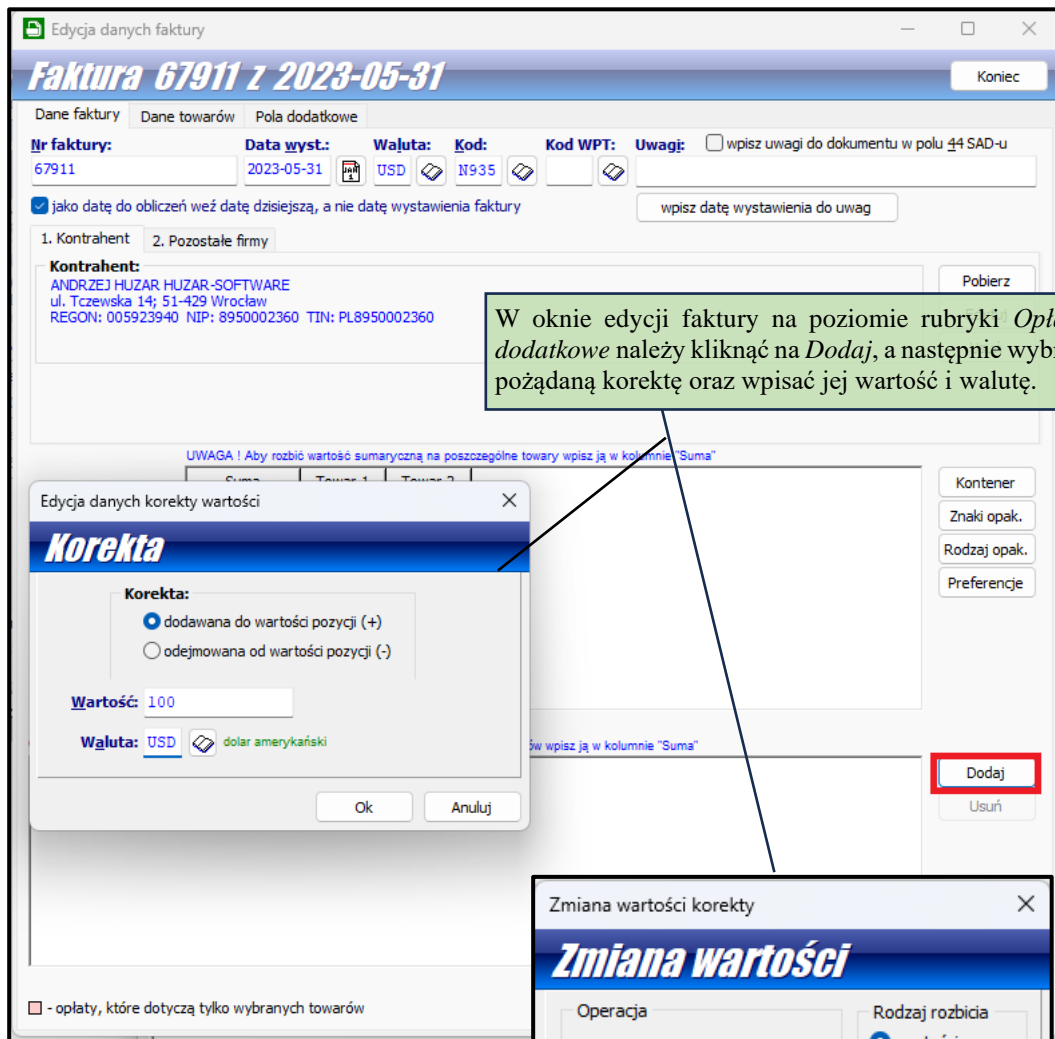 Edycja danych faktury
Faktura 67911 z 2023-05-31
Koniec
Dane faktury Dane towarów Pola dodatkowe
Nr faktury: Data wyst.: Waluta: Kod: Kod WPT: Uwagi: wpisz uwagi do dokumentu w polu 44 SAD-u
67911 2023-05-31 USD N935
jako datę do obliczeń weź datę dzisiejszą, a nie datę wystawienia faktury wpisz datę wystawienia do uwag
1. Kontrahent 2. Pozostałe firmy
Kontrahent:
ANDRZEJ HUZAR HUZAR-SOFTWARE
ul. Tczewska 14; 51-429 Wrocław
REGON: 005923940 NIP: 8950002360 TIN: PL8950002360
Pobierz
W oknie edycji faktury na poziomie rubryki
dodatkowe należy kliknąć na Dodaj, a następnie
pożądaną korektę oraz wpisać jej wartość i walutę.
UWAGA ! Aby rozbić wartość sumaryczną na poszczególne towary wpisz ją w kolumnie "Suma"
Suma Towar 1 Towar 2
Kontener
Znaki opak.
Rodzaj opak.
Preferencje
Edycja danych korekty wartości
Korekta
Korekta:
dodawana do wartości pozycji (+)
odejmowana od wartości pozycji (-)
Wartość: 100
Waluta: USD dolar amerykański
Ok Anuluj
wpisz ją w kolumnie "Suma"
Dodaj
Usuń
Zmiana wartości korekty
Zmiana wartości
Operacja Rodzaj rozbicia
- opłaty, które dotyczą tylko wybranych towarów